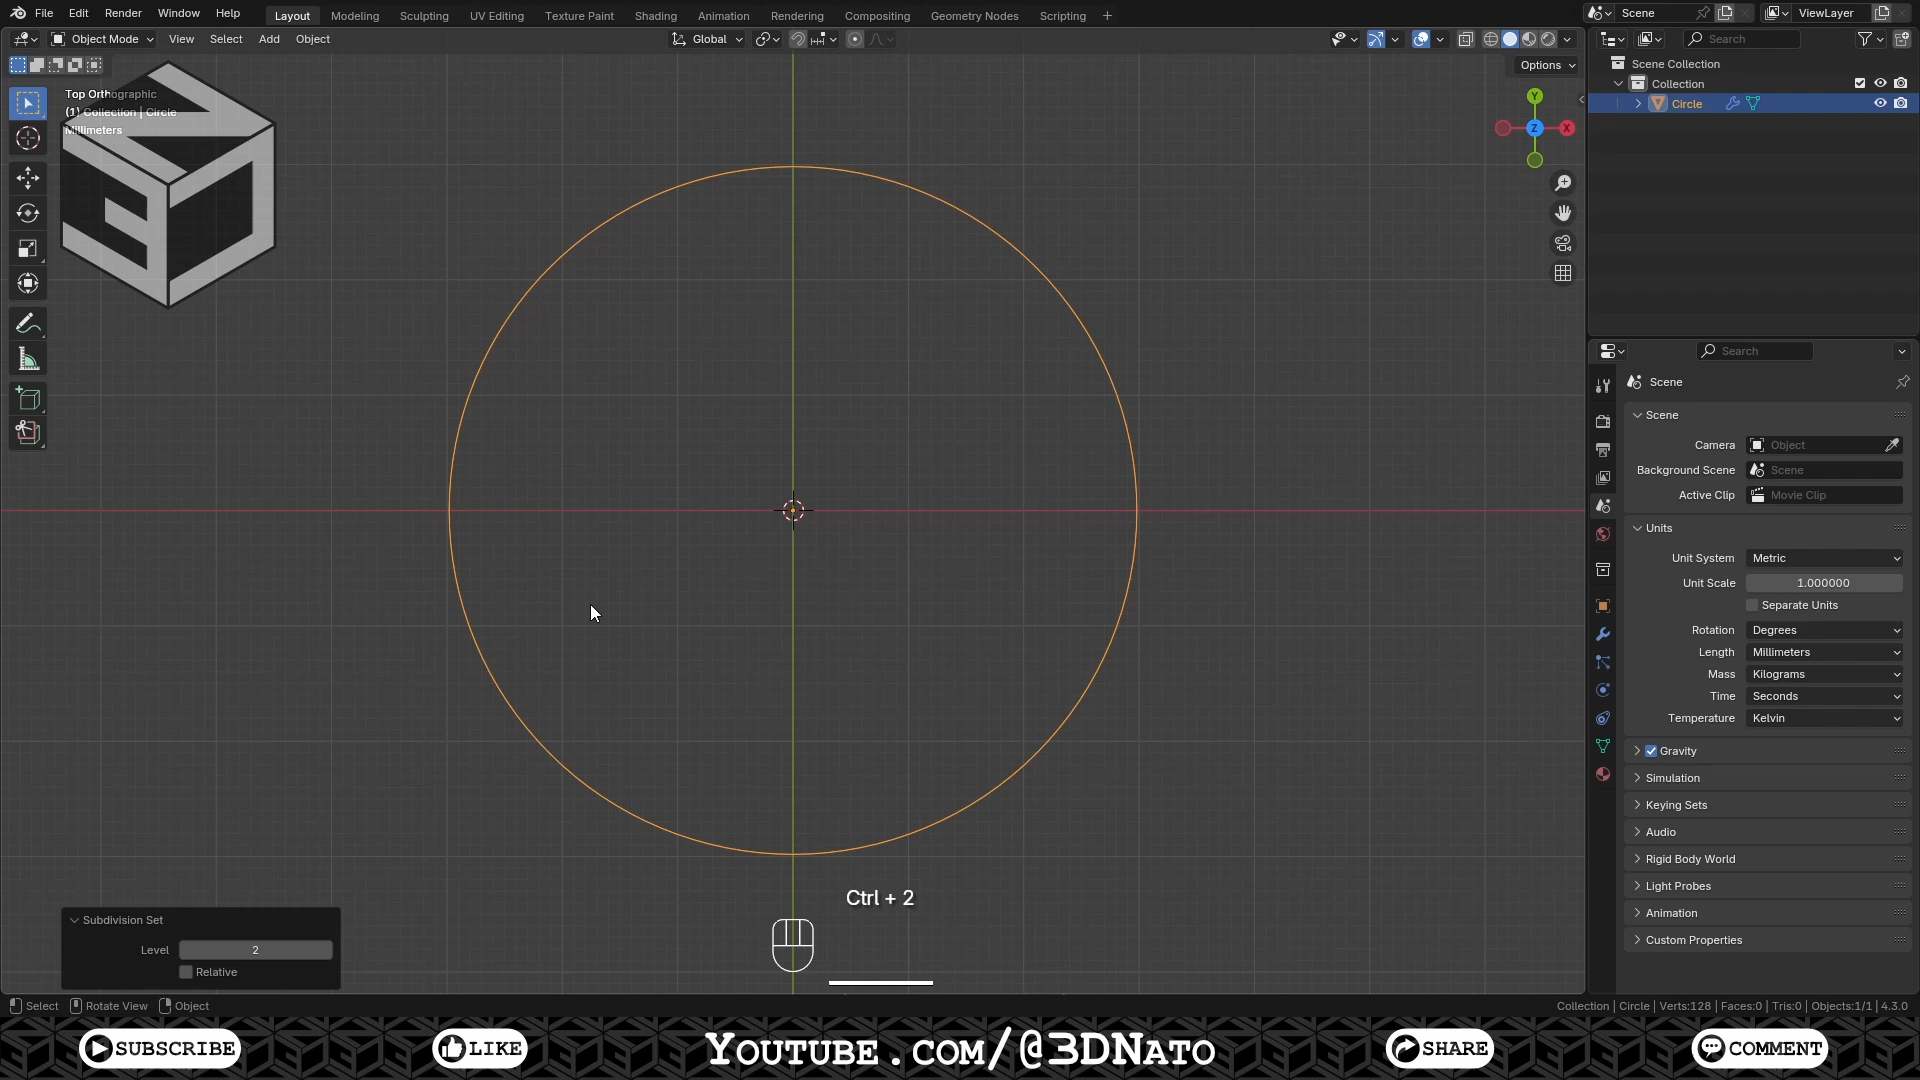 File Edit Render Window Help Layout Modeling Sculpting UV Editing Texture Paint Shading Animation Rendering Compositing Geometry Nodes Scripting + Scene ViewLayer
Object Mode View Select Add Object Global Search
Options
Top Orthographic
(1) Collection | Circle
Millimeters
Y
Z X
Scene Collection
Collection
Circle
Search
Scene
Scene
Camera Object
Background Scene Scene
Active Clip Movie Clip
Units
Unit System Metric
Unit Scale 1.000000
Separate Units
Rotation Degrees
Length Millimeters
Mass Kilograms
Time Seconds
Temperature Kelvin
Gravity
Simulation
Keying Sets
Audio
Rigid Body World
Light Probes
Animation
Custom Properties
Ctrl + 2
Subdivision Set
Level 2
Relative
Select Rotate View Object Collection | Circle | Verts:128 | Faces:0 | Tris:0 | Objects:1/1 | 4.3.0
SUBSCRIBE LIKE YOUTUBE.COM/@3DNATO SHARE COMMENT